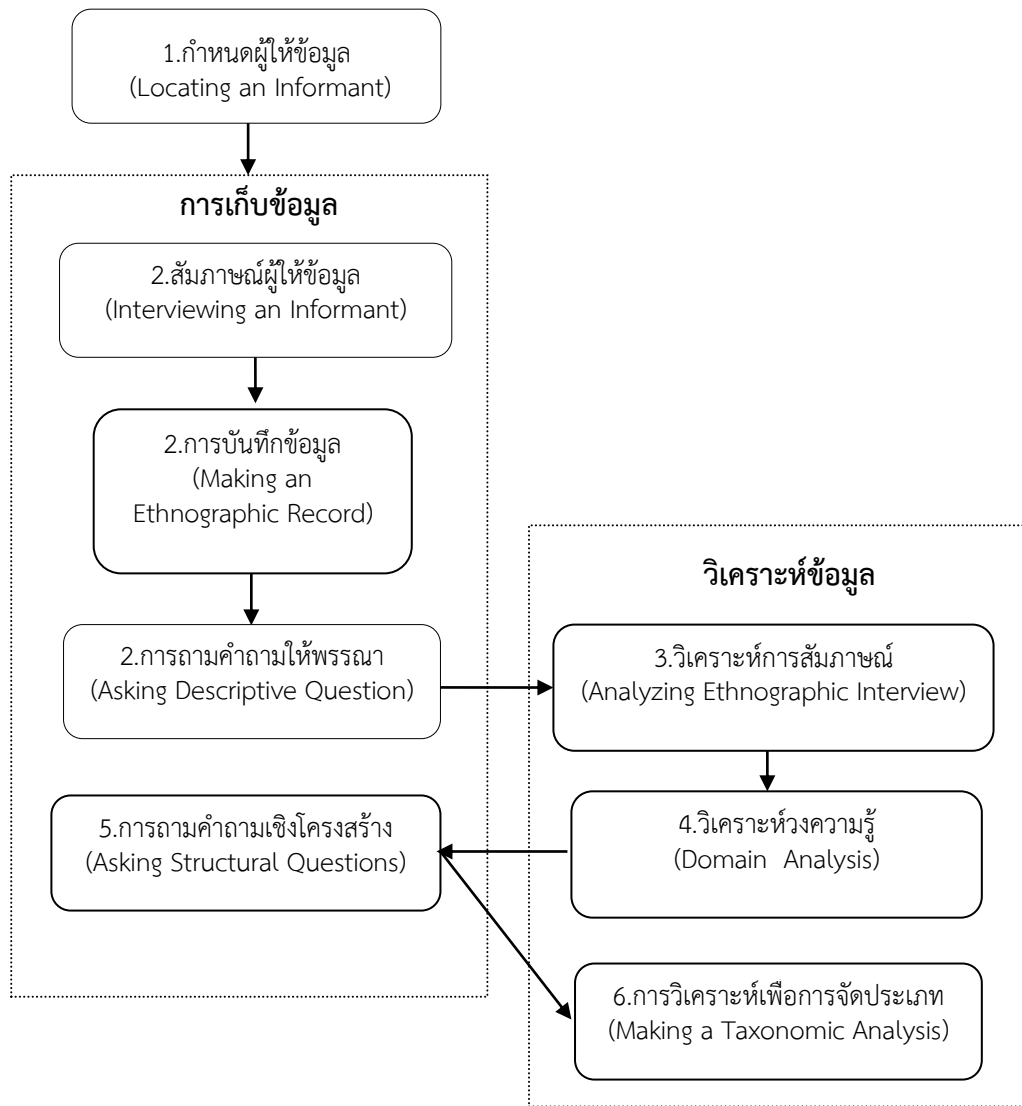 1.กำหนดผู้ให้ข้อมูล
(Locating an Informant)
การเก็บข้อมูล
2.สัมภาษณ์ผู้ให้ข้อมูล
(Interviewing an Informant)
2.การบันทึกข้อมูล
(Making an
Ethnographic Record)
2.การถามคำถามให้พรรณา
(Asking Descriptive Question)
วิเคราะห์ข้อมูล
3.วิเคราะห์การสัมภาษณ์
(Analyzing Ethnographic Interview)
4.วิเคราะห์วงความรู้
(Domain  Analysis)
5.การถามคำถามเชิงโครงสร้าง
(Asking Structural Questions)
6.การวิเคราะห์เพื่อการจัดประเภท
(Making a Taxonomic Analysis)